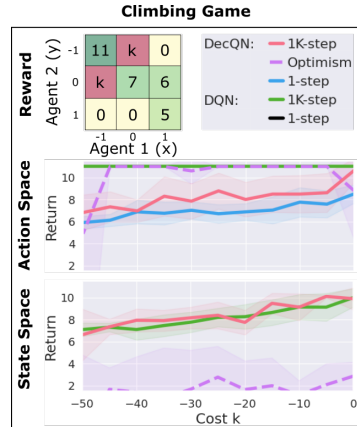 Climbing Game
Reward
Agent 2 (y)
-1
11 k 0
0
k 7 6
1
0 0 5
-1 0 1
Agent 1 (x)
DecQN: 1K-step
Optimism
1-step
DQN: 1K-step
1-step
Action Space
Return
10
8
6
4
2
State Space
Return
10
8
6
4
2
−50 −40 −30 −20 −10 0
Cost k